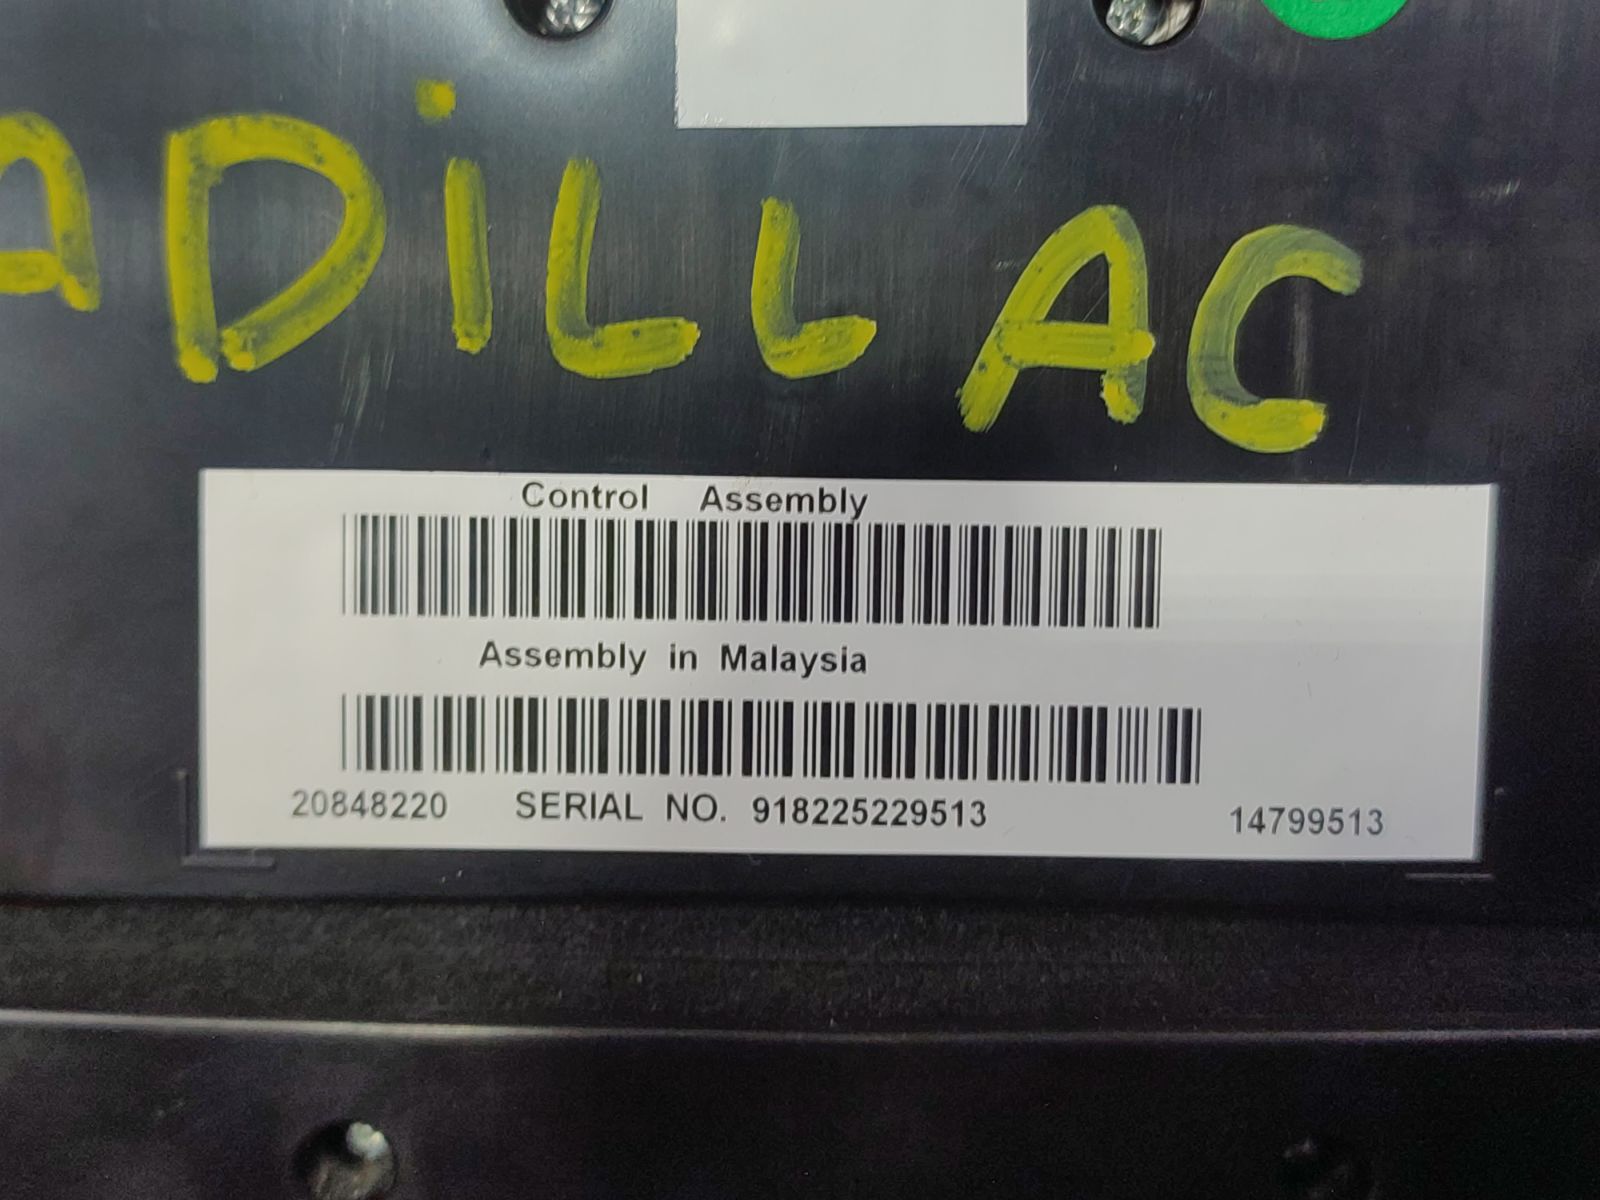 ADiLLAC
Control Assembly
Assembly in Malaysia
20848220 SERIAL NO. 918225229513 14799513